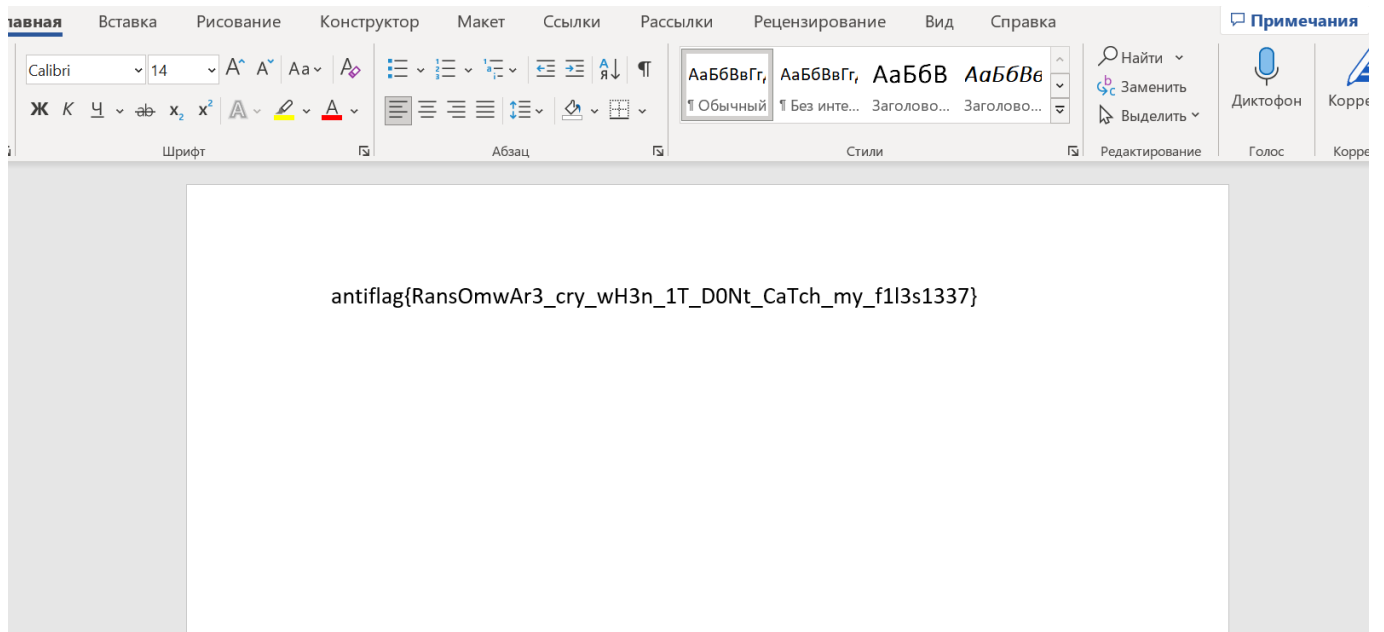 лавная Вставка Рисование Конструктор Макет Ссылки Рассылки Рецензирование Вид Справка Примечания
Calibri 14 Aa АаБбВвГг, АаБбВвГг, АаБбВ АаБбВв Найти
Ж К Ч ab x₂ x² A A ¶ Обычный ¶ Без инте... Заголово... Заголово... Заменить
Выделить Диктофон Корре
Шрифт Абзац Стили Редактирование Голос Корре
antiflag{RansOmwAr3_cry_wH3n_1T_D0Nt_CaTch_my_f1l3s1337}